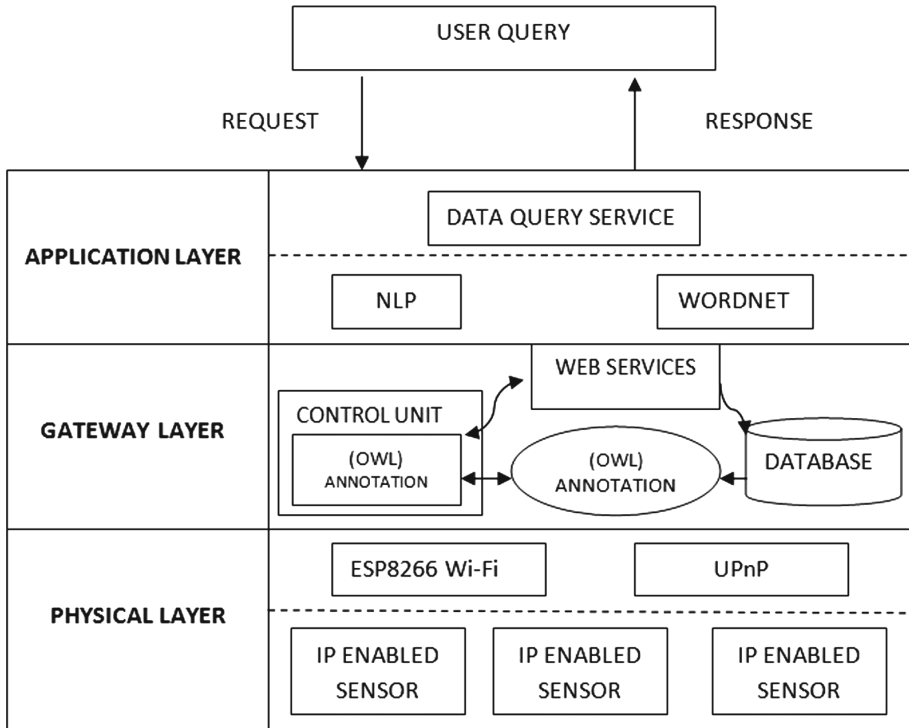 USER QUERY
REQUEST
RESPONSE
APPLICATION LAYER
DATA QUERY SERVICE
NLP
WORDNET
GATEWAY LAYER
WEB SERVICES
CONTROL UNIT
(OWL)
ANNOTATION
(OWL)
ANNOTATION
DATABASE
PHYSICAL LAYER
ESP8266 Wi-Fi
UPnP
IP ENABLED
SENSOR
IP ENABLED
SENSOR
IP ENABLED
SENSOR